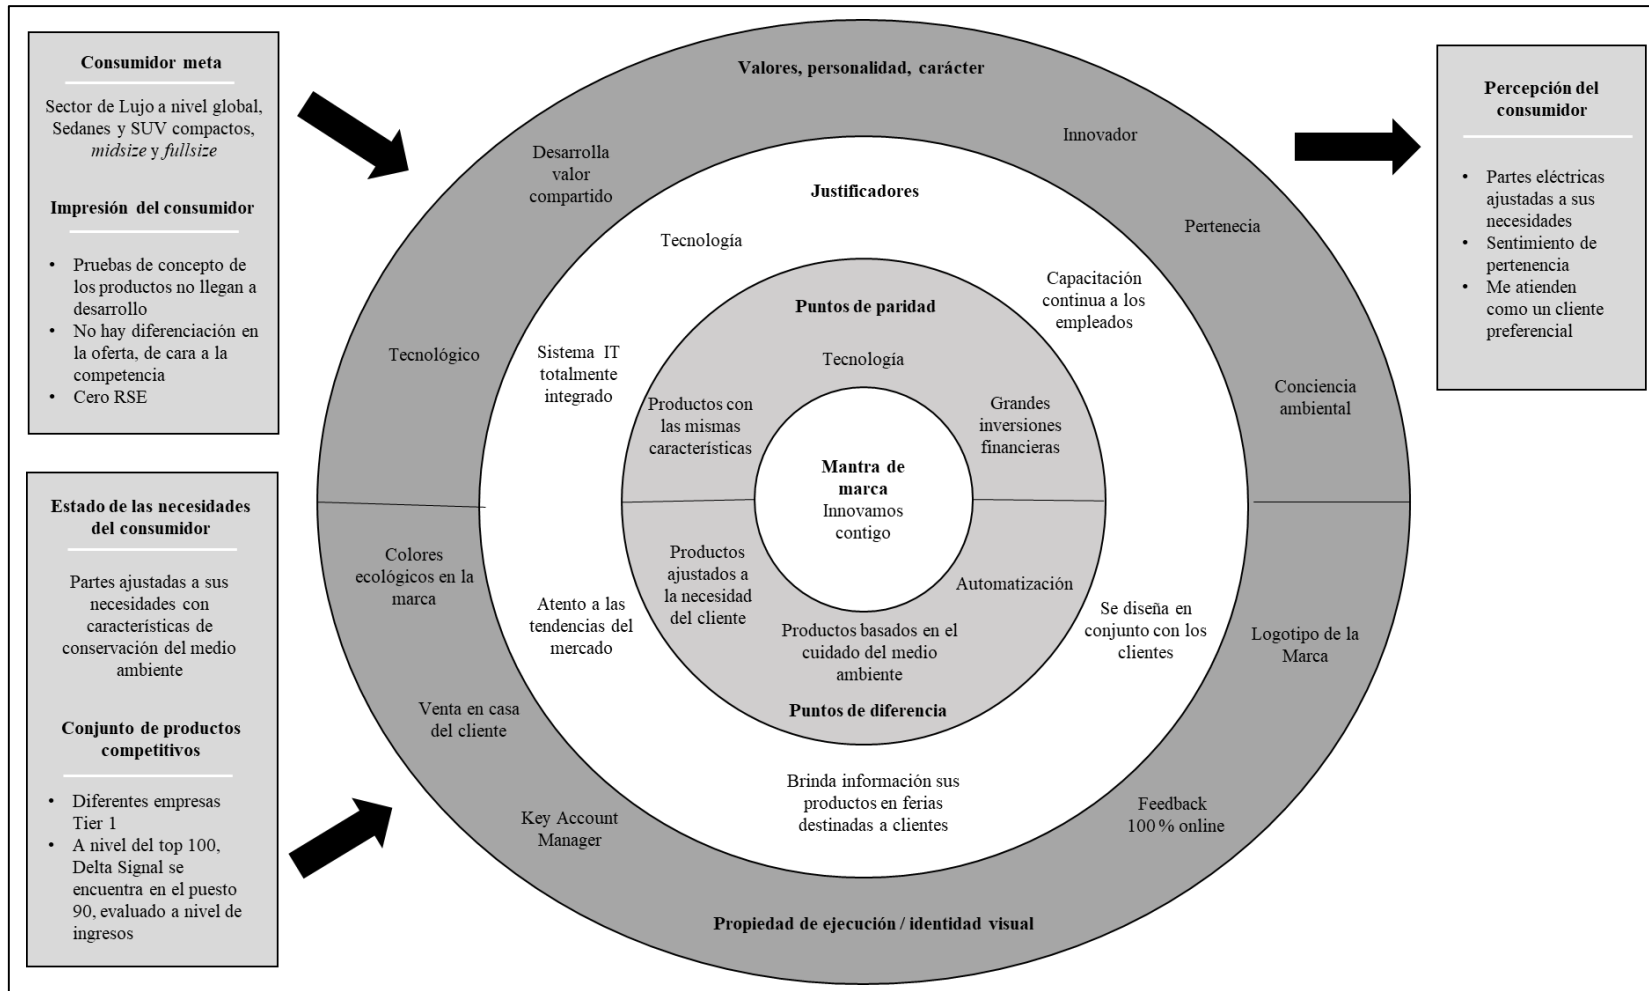 Consumidor meta
Sector de Lujo a nivel global,
Sedanes y SUV compactos,
midsize y fullsize
Impresión del consumidor
• Pruebas de concepto de
los productos no llegan a
desarrollo
• No hay diferenciación en
la oferta, de cara a la
competencia
• Cero RSE
Estado de las necesidades
del consumidor
Partes ajustadas a sus
necesidades con
características de
conservación del medio
ambiente
Conjunto de productos
competitivos
• Diferentes empresas
Tier 1
• A nivel del top 100,
Delta Signal se
encuentra en el puesto
90, evaluado a nivel de
ingresos
Valores, personalidad, carácter
Desarrolla
valor
compartido
Innovador
Tecnológico
Pertenecia
Conciencia
ambiental
Justificadores
Tecnología
Capacitación
continua a los
empleados
Sistema IT
totalmente
integrado
Puntos de paridad
Tecnología
Productos con
las mismas
características
Grandes
inversiones
financieras
Mantra de
marca
Innovamos
contigo
Productos
ajustados a
la necesidad
del cliente
Automatización
Productos basados en el
cuidado del medio
ambiente
Puntos de diferencia
Atento a las
tendencias del
mercado
Se diseña en
conjunto con los
clientes
Brinda información sus
productos en ferias
destinadas a clientes
Colores
ecológicos en la
marca
Logotipo de la
Marca
Venta en casa
del cliente
Key Account
Manager
Feedback
100 % online
Propiedad de ejecución / identidad visual
Percepción del
consumidor
• Partes eléctricas
ajustadas a sus
necesidades
• Sentimiento de
pertenencia
• Me atienden
como un cliente
preferencial